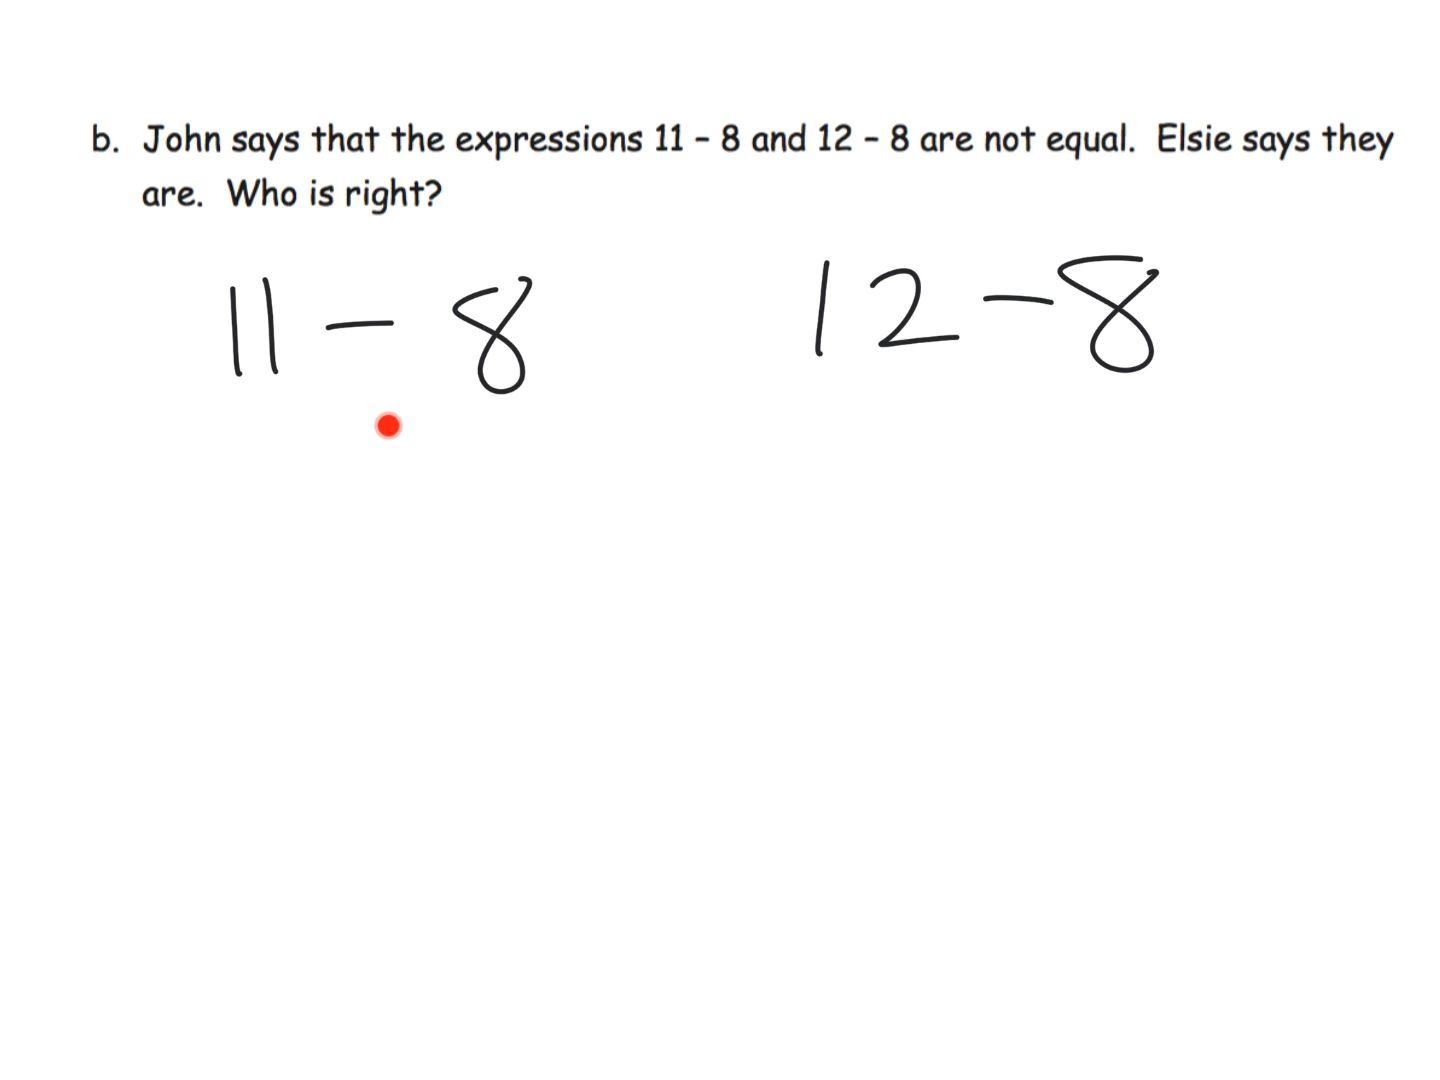 b. John says that the expressions 11 – 8 and 12 – 8 are not equal. Elsie says they
are. Who is right?
11 – 8 12 – 8